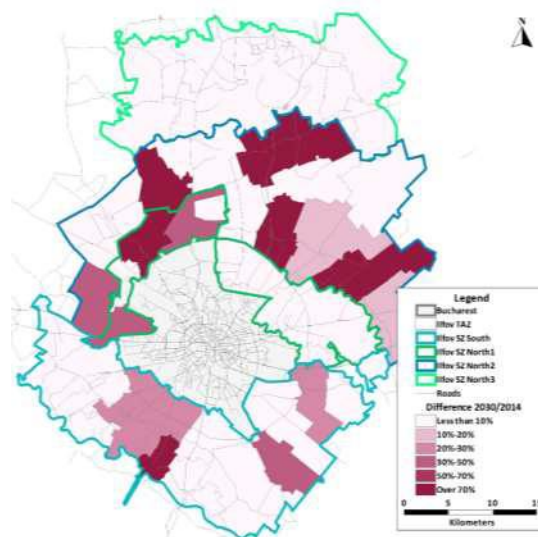 N
Legend
Bucharest
Ilfov TAZ
Ilfov SZ South
Ilfov SZ North1
Ilfov SZ North2
Ilfov SZ North3
Roads
Difference 2030/2014
Less than 10%
10%-20%
20%-30%
30%-50%
50%-70%
Over 70%
0 5 10 15
Kilometers